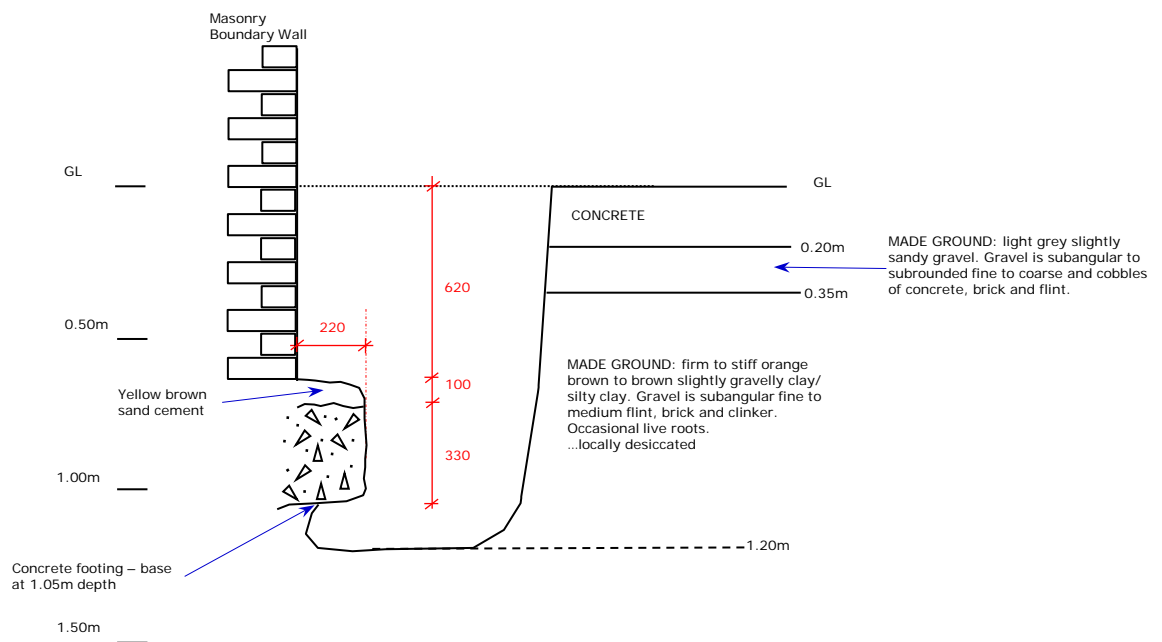 Masonry
Boundary Wall
GL
GL
CONCRETE
0.20m
MADE GROUND: light grey slightly
sandy gravel. Gravel is subangular to
subrounded fine to coarse and cobbles
of concrete, brick and flint.
0.35m
620
0.50m
220
MADE GROUND: firm to stiff orange
brown to brown slightly gravelly clay/
silty clay. Gravel is subangular fine to
medium flint, brick and clinker.
Occasional live roots.
...locally desiccated
100
Yellow brown
sand cement
330
1.00m
1.20m
Concrete footing – base
at 1.05m depth
1.50m